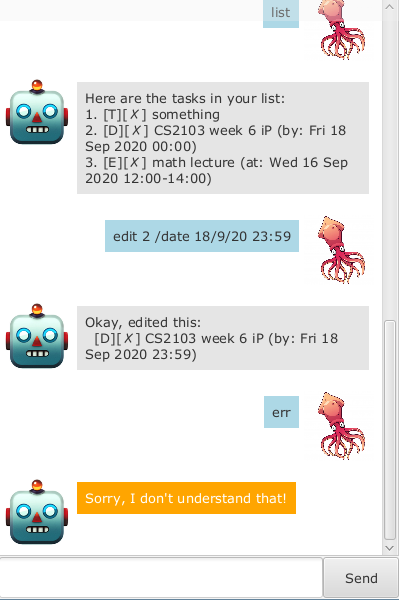 list
Here are the tasks in your list:
1. [T][✗] something
2. [D][✗] CS2103 week 6 iP (by: Fri 18
Sep 2020 00:00)
3. [E][✗] math lecture (at: Wed 16 Sep
2020 12:00-14:00)
edit 2 /date 18/9/20 23:59
Okay, edited this:
[D][✗] CS2103 week 6 iP (by: Fri 18
Sep 2020 23:59)
err
Sorry, I don't understand that!
Send